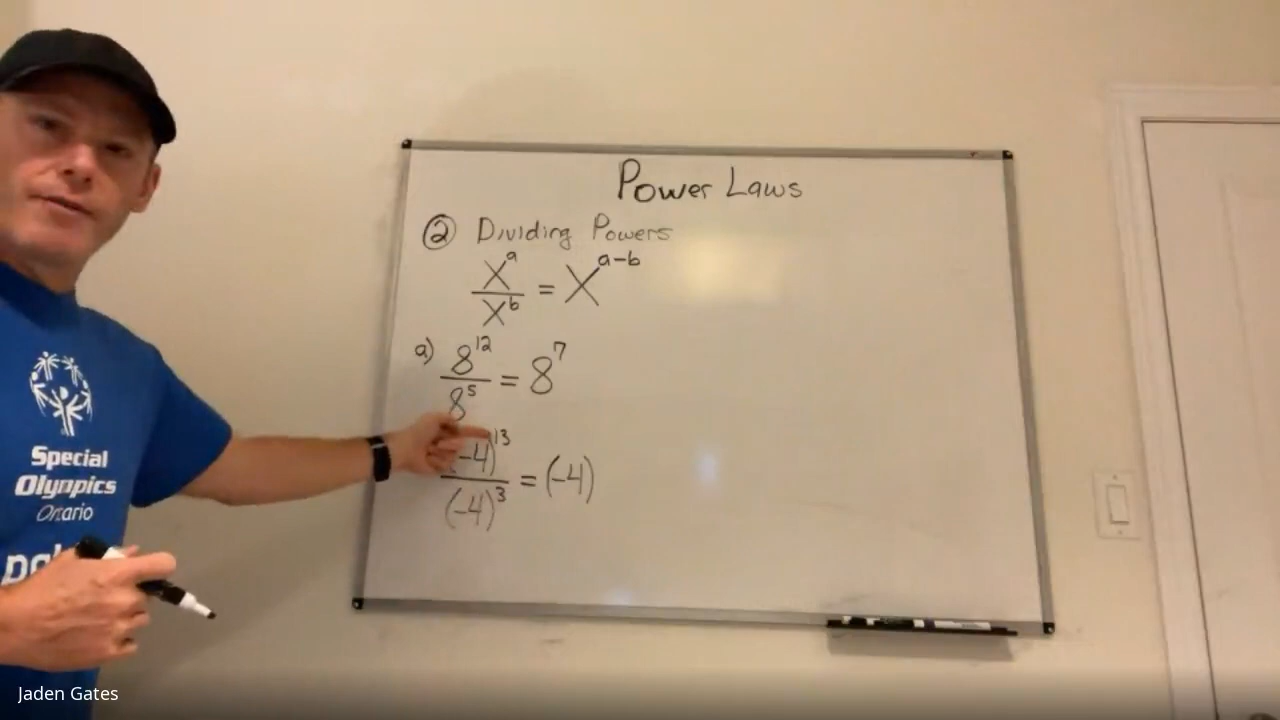 Power Laws
② Dividing Powers
x^a / x^b = x^(a-b)
a) 8^12 / 8^5 = 8^7
(-4)^13 / (-4)^3 = (-4)
Special
Olympics
Ontario
Jaden Gates